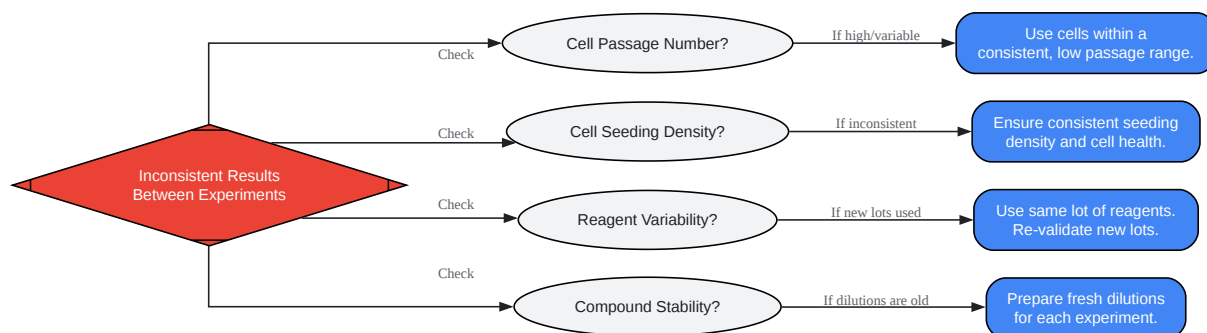 Cell Passage Number?
If high/variable
Use cells within a
consistent, low passage range.
Check
Cell Seeding Density?
If inconsistent
Ensure consistent seeding
density and cell health.
Check
Inconsistent Results
Between Experiments
Check
Reagent Variability?
If new lots used
Use same lot of reagents.
Re-validate new lots.
Check
Compound Stability?
If dilutions are old
Prepare fresh dilutions
for each experiment.